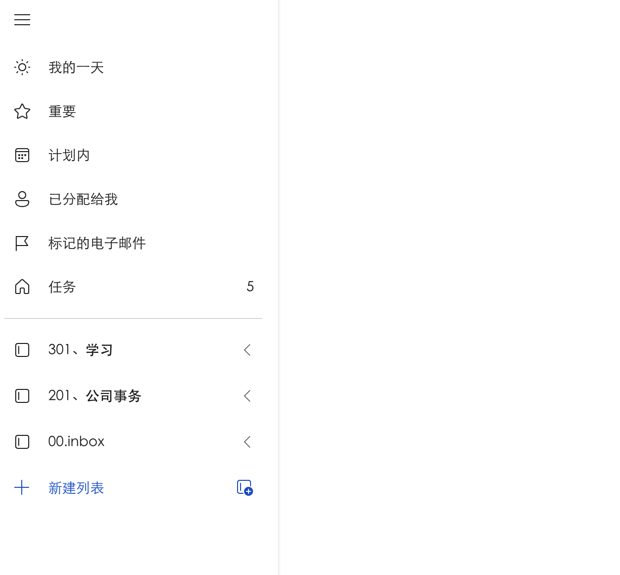 我的一天
重要
计划内
已分配给我
标记的电子邮件
任务 5
301、学习
201、公司事务
00.inbox
新建列表